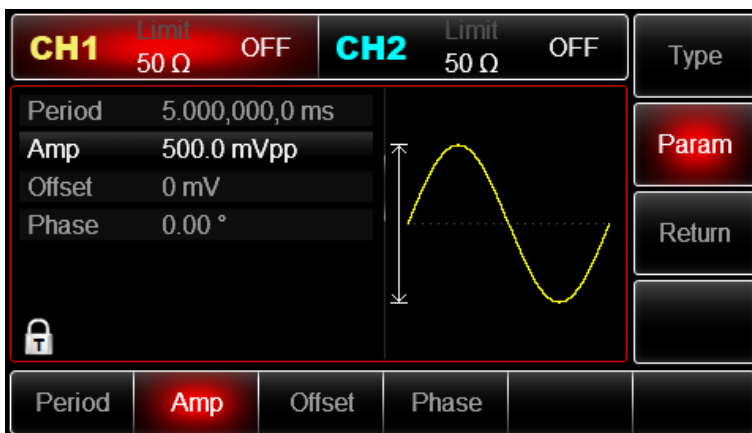 CH1 Limit 50 Ω OFF
CH2 Limit 50 Ω OFF
Type
Period 5.000,000,0 ms
Amp 500.0 mVpp
Offset 0 mV
Phase 0.00 °
T
Param
Return
Period Amp Offset Phase